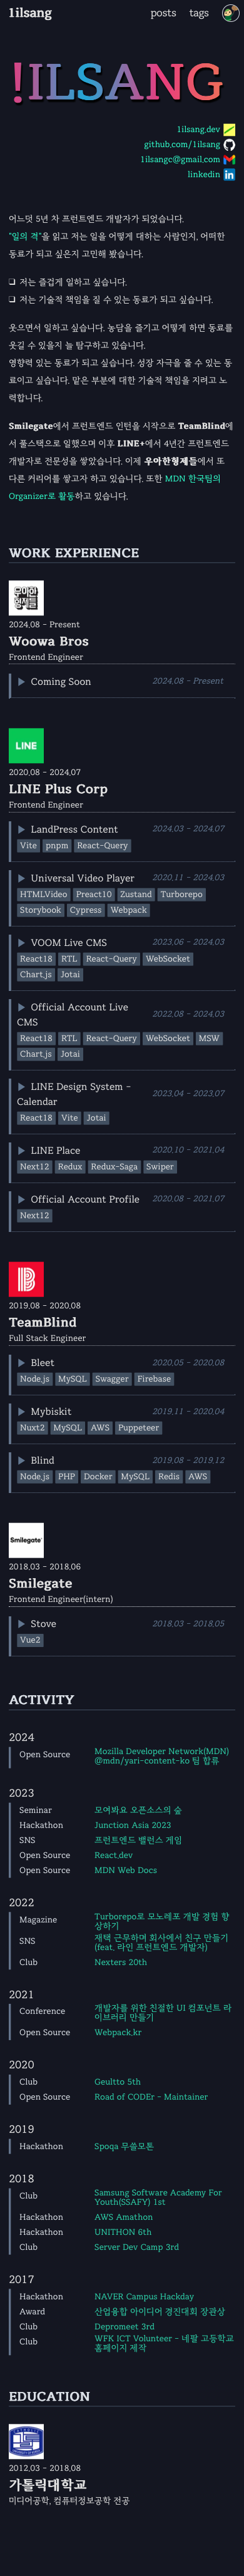 1ilsang
posts tags
!ILSANG
1ilsang.dev
github.com/1ilsang
1ilsangc@gmail.com
linkedin
어느덧 5년 차 프런트엔드 개발자가 되었습니다.
"일의 격"을 읽고 저는 일을 어떻게 대하는 사람인지, 어떠한
동료가 되고 싶은지 고민해 봤습니다.
저는 즐겁게 일하고 싶습니다.
저는 기술적 책임을 질 수 있는 동료가 되고 싶습니다.
웃으면서 일하고 싶습니다. 농담을 즐기고 어떻게 하면 동료를
웃길 수 있을지 늘 탐구하고 있습니다.
영향력 있는 동료가 되고 싶습니다. 성장 자극을 줄 수 있는 동
료이고 싶습니다. 맡은 부분에 대한 기술적 책임을 지려고 노
력합니다.
Smilegate에서 프런트엔드 인턴을 시작으로 TeamBlind에
서 풀스택으로 일했으며 이후 LINE+에서 4년간 프런트엔드
개발자로 전문성을 쌓았습니다. 이제 우아한형제들에서 또
다른 커리어를 쌓고자 하고 있습니다. 또한 MDN 한국팀의
Organizer로 활동하고 있습니다.
WORK EXPERIENCE
우아한
형제들
2024.08 - Present
Woowa Bros
Frontend Engineer
Coming Soon 2024.08 - Present
LINE
2020.08 - 2024.07
LINE Plus Corp
Frontend Engineer
LandPress Content 2024.03 - 2024.07
Vite pnpm React-Query
Universal Video Player 2020.11 - 2024.03
HTMLVideo Preact10 Zustand Turborepo
Storybook Cypress Webpack
VOOM Live CMS 2023.06 - 2024.03
React18 RTL React-Query WebSocket
Chart.js Jotai
Official Account Live
CMS 2022.08 - 2024.03
React18 RTL React-Query WebSocket MSW
Chart.js Jotai
LINE Design System -
Calendar 2023.04 - 2023.07
React18 Vite Jotai
LINE Place 2020.10 - 2021.04
Next12 Redux Redux-Saga Swiper
Official Account Profile 2020.08 - 2021.07
Next12
2019.08 - 2020.08
TeamBlind
Full Stack Engineer
Bleet 2020.05 - 2020.08
Node.js MySQL Swagger Firebase
Mybiskit 2019.11 - 2020.04
Nuxt2 MySQL AWS Puppeteer
Blind 2019.08 - 2019.12
Node.js PHP Docker MySQL Redis AWS
Smilegate
2018.03 - 2018.06
Smilegate
Frontend Engineer(intern)
Stove 2018.03 - 2018.05
Vue2
ACTIVITY
2024
Open Source Mozilla Developer Network(MDN)
@mdn/yari-content-ko 팀 합류
2023
Seminar 모여봐요 오픈소스의 숲
Hackathon Junction Asia 2023
SNS 프런트엔드 밸런스 게임
Open Source React.dev
Open Source MDN Web Docs
2022
Magazine Turborepo로 모노레포 개발 경험 향
상하기
SNS 재택 근무하며 회사에서 친구 만들기
(feat. 라인 프런트엔드 개발자)
Club Nexters 20th
2021
Conference 개발자를 위한 친절한 UI 컴포넌트 라
이브러리 만들기
Open Source Webpack.kr
2020
Club Geultto 5th
Open Source Road of CODEr - Maintainer
2019
Hackathon Spoqa 무쓸모톤
2018
Club Samsung Software Academy For
Youth(SSAFY) 1st
Hackathon AWS Amathon
Hackathon UNITHON 6th
Club Server Dev Camp 3rd
2017
Hackathon NAVER Campus Hackday
Award 산업융합 아이디어 경진대회 장관상
Club Depromeet 3rd
Club WFK ICT Volunteer - 네팔 고등학교
홈페이지 제작
EDUCATION
2012.03 - 2018.08
가톨릭대학교
미디어공학, 컴퓨터정보공학 전공